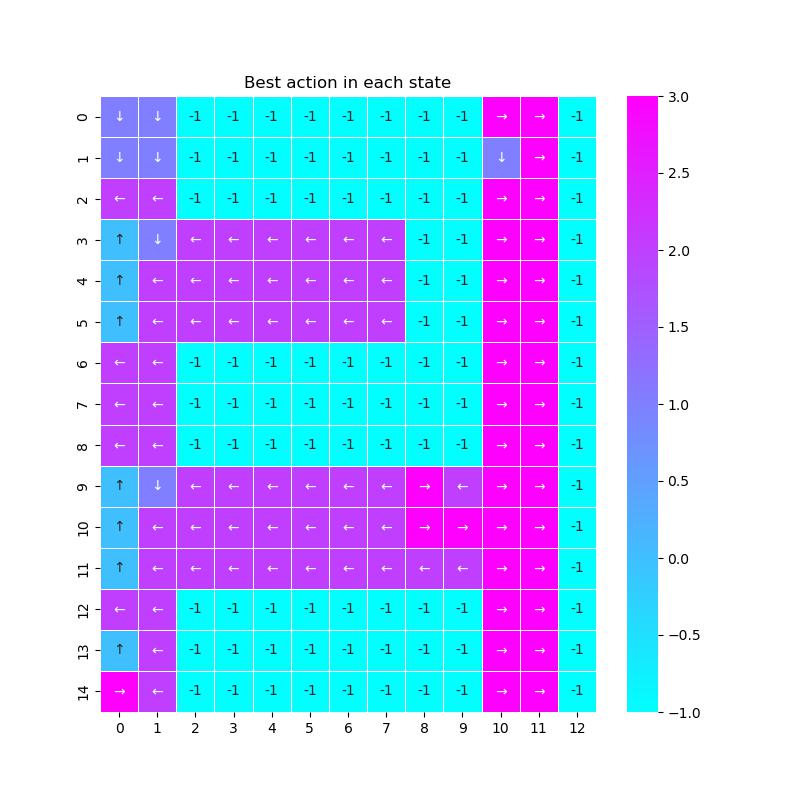 Best action in each state
0 ↓ ↓ -1 -1 -1 -1 -1 -1 -1 -1 → → -1
1 ↓ ↓ -1 -1 -1 -1 -1 -1 -1 -1 ↓ → -1
2 ← ← -1 -1 -1 -1 -1 -1 -1 -1 → → -1
3 ↑ ↓ ← ← ← ← ← ← -1 -1 → → -1
4 ↑ ← ← ← ← ← ← ← -1 -1 → → -1
5 ↑ ← ← ← ← ← ← ← -1 -1 → → -1
6 ← ← -1 -1 -1 -1 -1 -1 -1 -1 → → -1
7 ← ← -1 -1 -1 -1 -1 -1 -1 -1 → → -1
8 ← ← -1 -1 -1 -1 -1 -1 -1 -1 → → -1
9 ↑ ↓ ← ← ← ← ← ← → ← → → -1
10 ↑ ← ← ← ← ← ← ← → → → → -1
11 ↑ ← ← ← ← ← ← ← ← ← → → -1
12 ← ← -1 -1 -1 -1 -1 -1 -1 -1 → → -1
13 ↑ ← -1 -1 -1 -1 -1 -1 -1 -1 → → -1
14 → ← -1 -1 -1 -1 -1 -1 -1 -1 → → -1
0 1 2 3 4 5 6 7 8 9 10 11 12
3.0
2.5
2.0
1.5
1.0
0.5
0.0
−0.5
−1.0